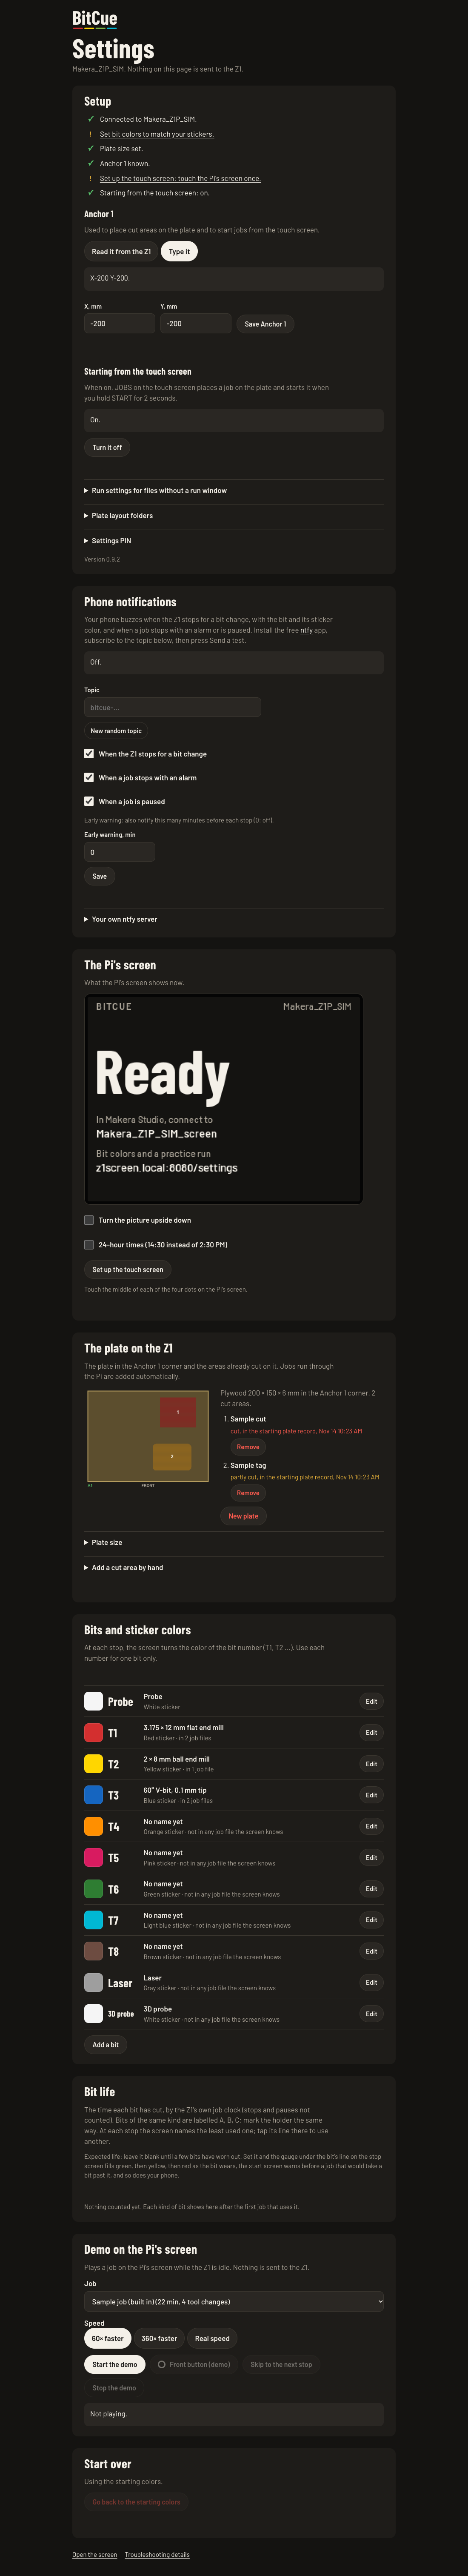 BitCue
Settings
Makera_Z1P_SIM. Nothing on this page is sent to the Z1.
Setup
✓ Connected to Makera_Z1P_SIM.
! Set bit colors to match your stickers.
✓ Plate size set.
✓ Anchor 1 known.
! Set up the touch screen: touch the Pi's screen once.
✓ Starting from the touch screen: on.
Anchor 1
Used to place cut areas on the plate and to start jobs from the touch screen.
Read it from the Z1 Type it
X-200 Y-200.
X, mm Y, mm
-200 -200 Save Anchor 1
Starting from the touch screen
When on, JOBS on the touch screen places a job on the plate and starts it when
you hold START for 2 seconds.
On.
Turn it off
Run settings for files without a run window
Plate layout folders
Settings PIN
Version 0.9.2
Phone notifications
Your phone buzzes when the Z1 stops for a bit change, with the bit and its sticker
color, and when a job stops with an alarm or is paused. Install the free ntfy app,
subscribe to the topic below, then press Send a test.
Off.
Topic
bitcue-...
New random topic
When the Z1 stops for a bit change
When a job stops with an alarm
When a job is paused
Early warning: also notify this many minutes before each stop (0: off).
Early warning, min
0
Save
Your own ntfy server
The Pi's screen
What the Pi's screen shows now.
BITCUE Makera_Z1P_SIM
Ready
In Makera Studio, connect to
Makera_Z1P_SIM_screen
Bit colors and a practice run
z1screen.local:8080/settings
Turn the picture upside down
24-hour times (14:30 instead of 2:30 PM)
Set up the touch screen
Touch the middle of each of the four dots on the Pi's screen.
The plate on the Z1
The plate in the Anchor 1 corner and the areas already cut on it. Jobs run through
the Pi are added automatically.
1
2
A1 FRONT
Plywood 200 × 150 × 6 mm in the Anchor 1 corner. 2
cut areas.
1. Sample cut
cut, in the starting plate record, Nov 14 10:23 AM
Remove
2. Sample tag
partly cut, in the starting plate record, Nov 14 10:23 AM
Remove
New plate
Plate size
Add a cut area by hand
Bits and sticker colors
At each stop, the screen turns the color of the bit number (T1, T2 ...). Use each
number for one bit only.
Probe Probe Edit
White sticker
T1 3.175 × 12 mm flat end mill Edit
Red sticker · in 2 job files
T2 2 × 8 mm ball end mill Edit
Yellow sticker · in 1 job file
T3 60° V-bit, 0.1 mm tip Edit
Blue sticker · in 2 job files
T4 No name yet Edit
Orange sticker · not in any job file the screen knows
T5 No name yet Edit
Pink sticker · not in any job file the screen knows
T6 No name yet Edit
Green sticker · not in any job file the screen knows
T7 No name yet Edit
Light blue sticker · not in any job file the screen knows
T8 No name yet Edit
Brown sticker · not in any job file the screen knows
Laser Laser Edit
Gray sticker · not in any job file the screen knows
3D probe 3D probe Edit
White sticker · not in any job file the screen knows
Add a bit
Bit life
The time each bit has cut, by the Z1's own job clock (stops and pauses not
counted). Bits of the same kind are labelled A, B, C: mark the holder the same
way. At each stop the screen names the least used one; tap its line there to use
another.
Expected life: leave it blank until a few bits have worn out. Set it and the gauge under the bit's line on the stop
screen fills green, then yellow, then red as the bit wears, the start screen warns before a job that would take a
bit past it, and so does your phone.
Nothing counted yet. Each kind of bit shows here after the first job that uses it.
Demo on the Pi's screen
Plays a job on the Pi's screen while the Z1 is idle. Nothing is sent to the Z1.
Job
Sample job (built in) (22 min, 4 tool changes)
Speed
60× faster 360× faster Real speed
Start the demo Front button (demo) Skip to the next stop
Stop the demo
Not playing.
Start over
Using the starting colors.
Go back to the starting colors
Open the screen Troubleshooting details